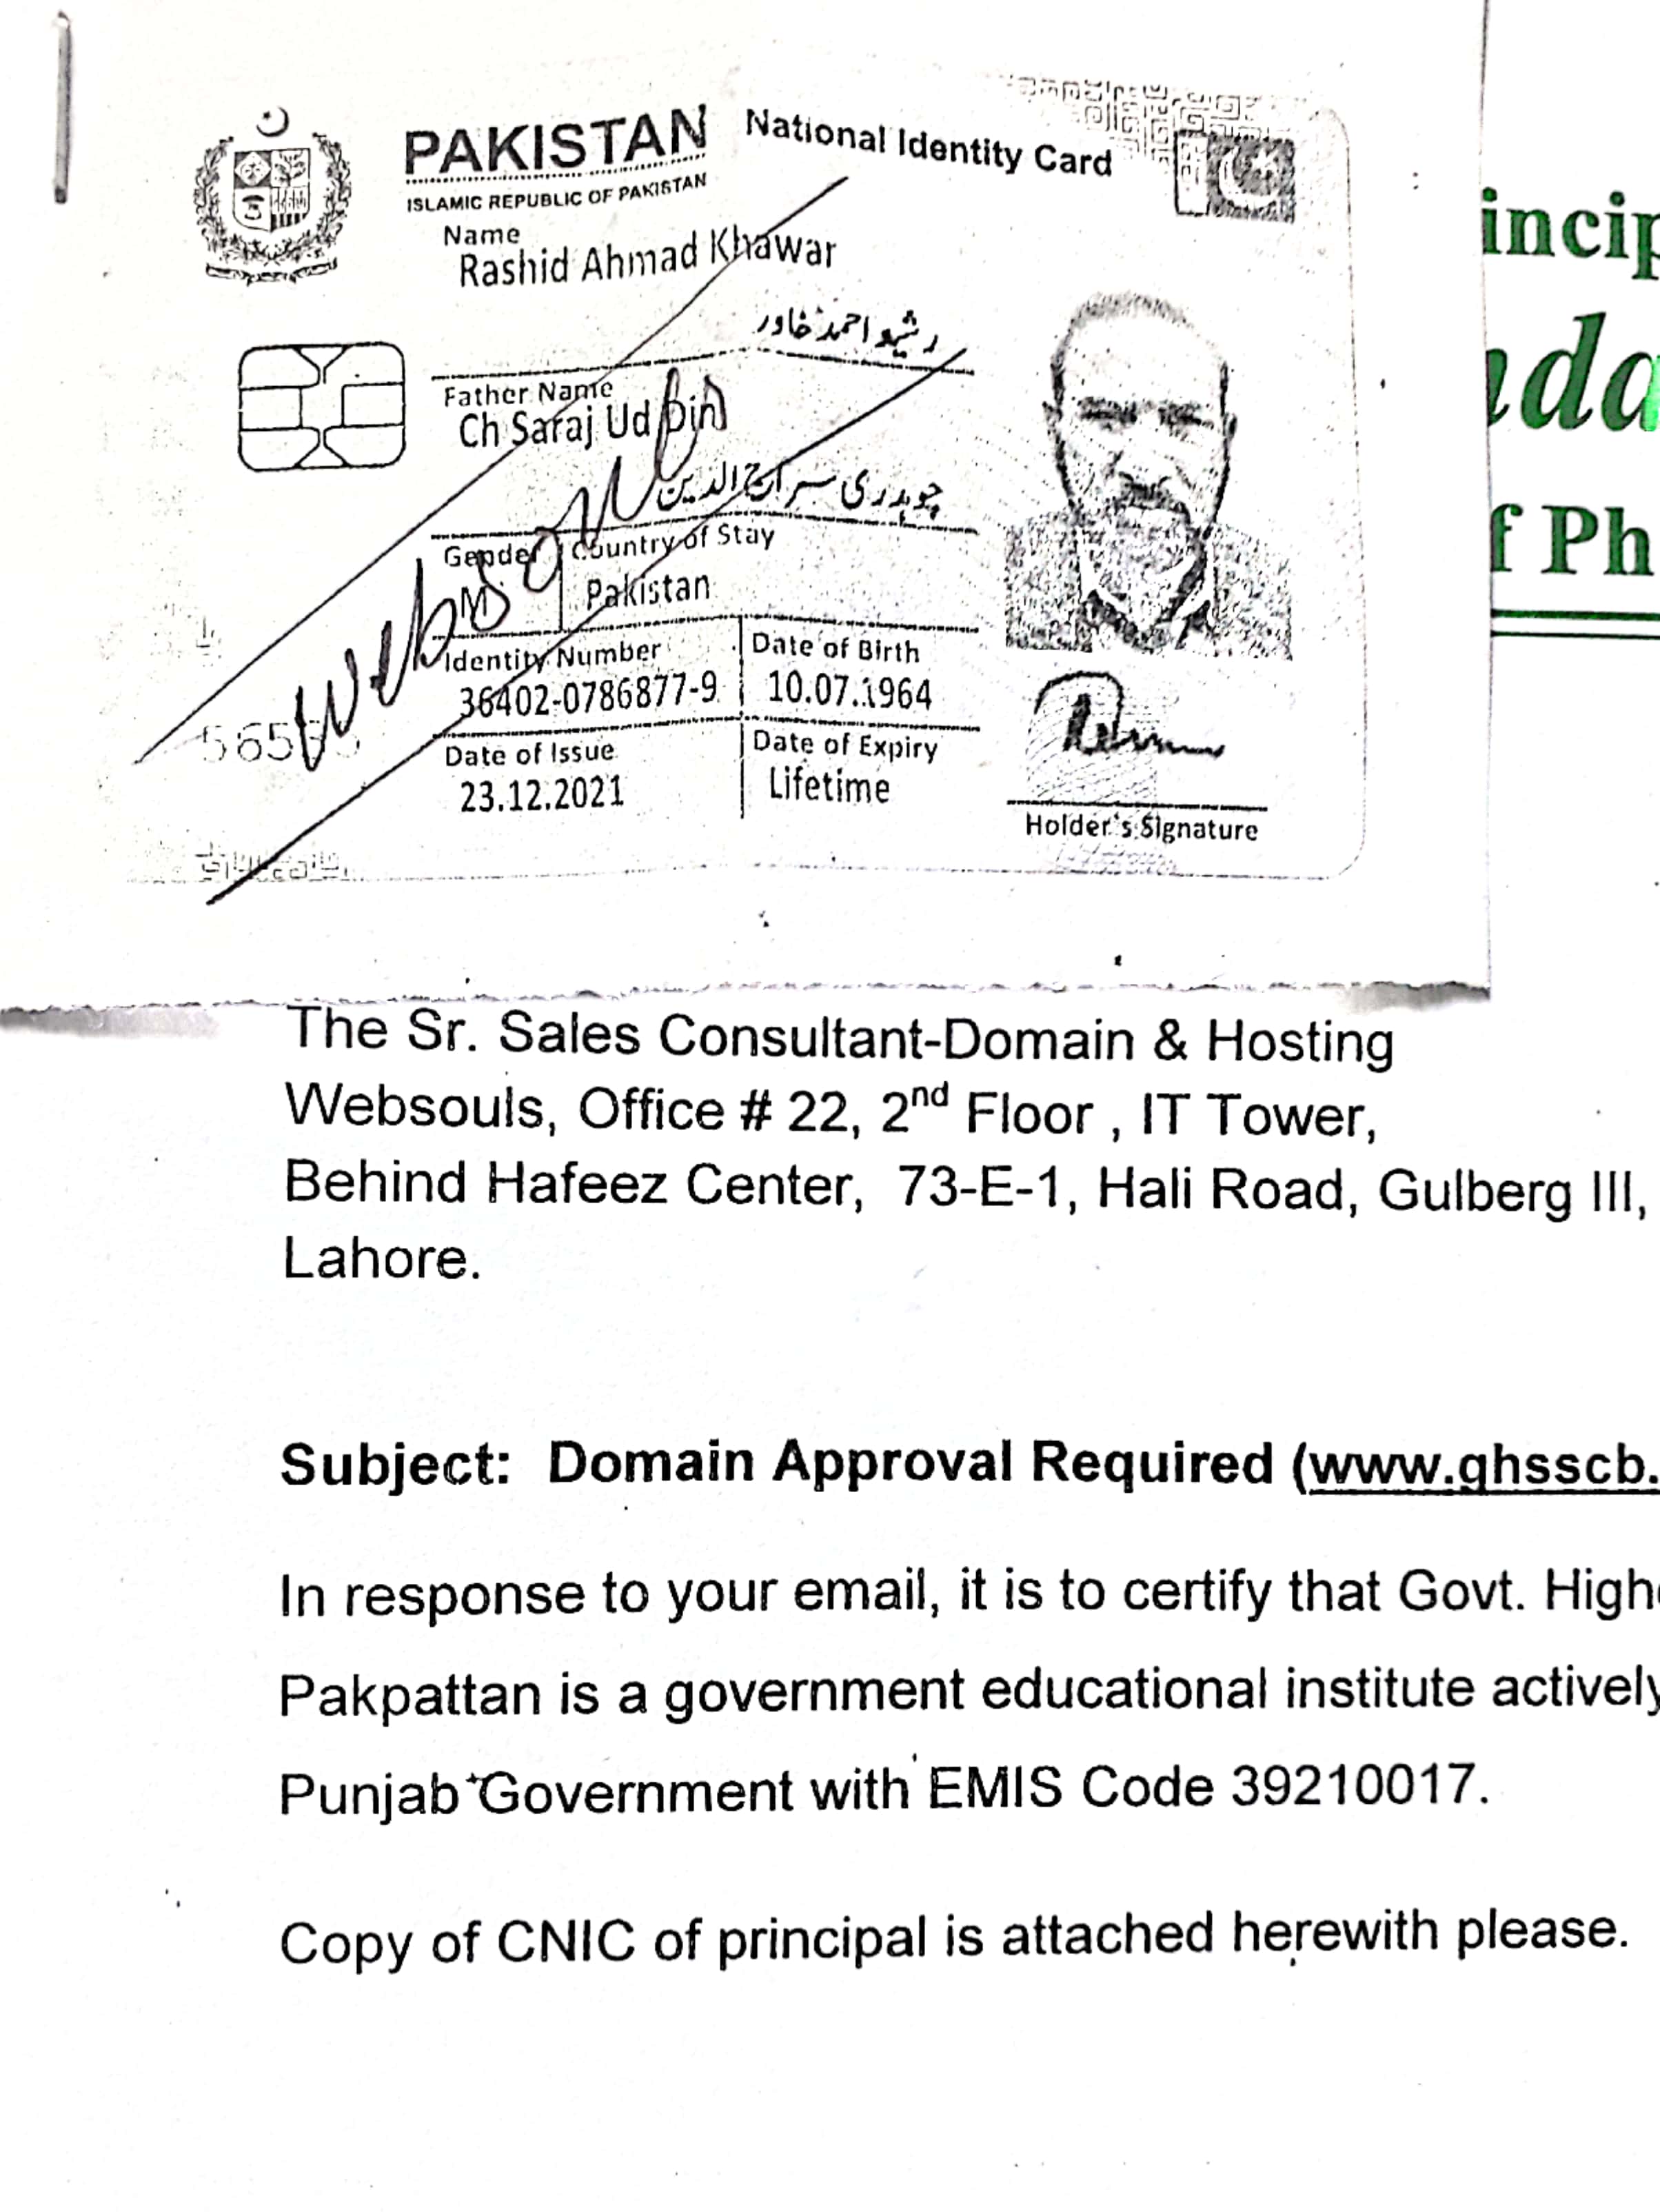 PAKISTAN National Identity Card
ISLAMIC REPUBLIC OF PAKISTAN
Name
Rashid Ahmad Khawar
رشید احمد خاور
Father Name
Ch Saraj Ud Din
چوہدری سراج الدین
Gender Country of Stay
M Pakistan
Identity Number Date of Birth
36402-0786877-9 10.07.1964
Date of Issue Date of Expiry
23.12.2021 Lifetime
Holder's Signature
incip
nda
f Ph
The Sr. Sales Consultant-Domain & Hosting
Websouls, Office # 22, 2nd Floor , IT Tower,
Behind Hafeez Center, 73-E-1, Hali Road, Gulberg III,
Lahore.
Subject: Domain Approval Required (www.ghsscb.
In response to your email, it is to certify that Govt. High
Pakpattan is a government educational institute actively
Punjab Government with EMIS Code 39210017.
Copy of CNIC of principal is attached herewith please.